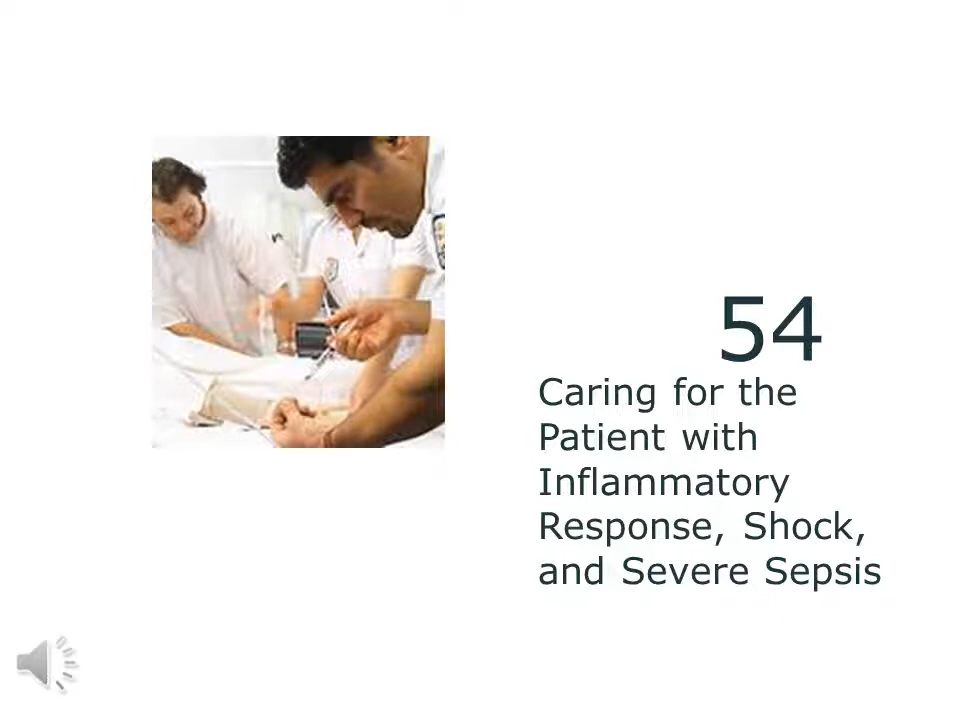 54
Caring for the
Patient with
Inflammatory
Response, Shock,
and Severe Sepsis